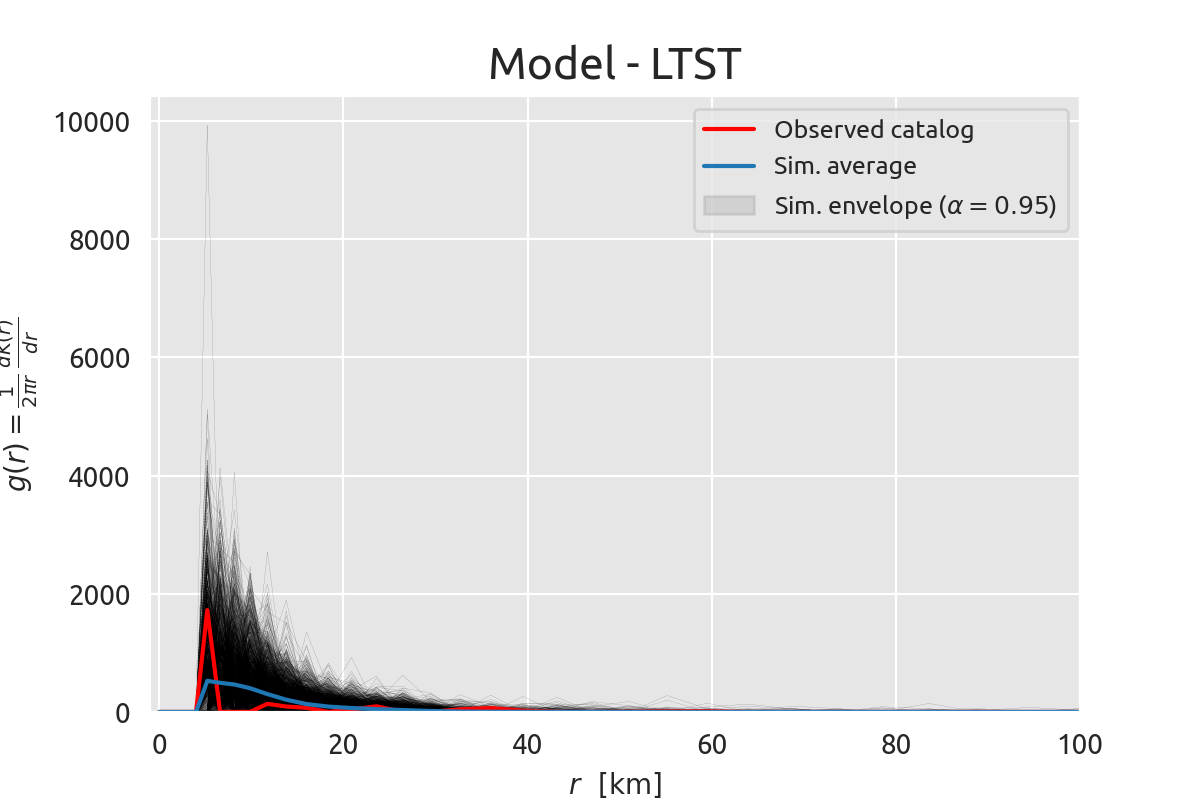 Model - LTST
10000
8000
6000
4000
2000
0
g(r) = 1/2πr dK(r)/dr
Observed catalog
Sim. average
Sim. envelope (α = 0.95)
0 20 40 60 80 100
r [km]